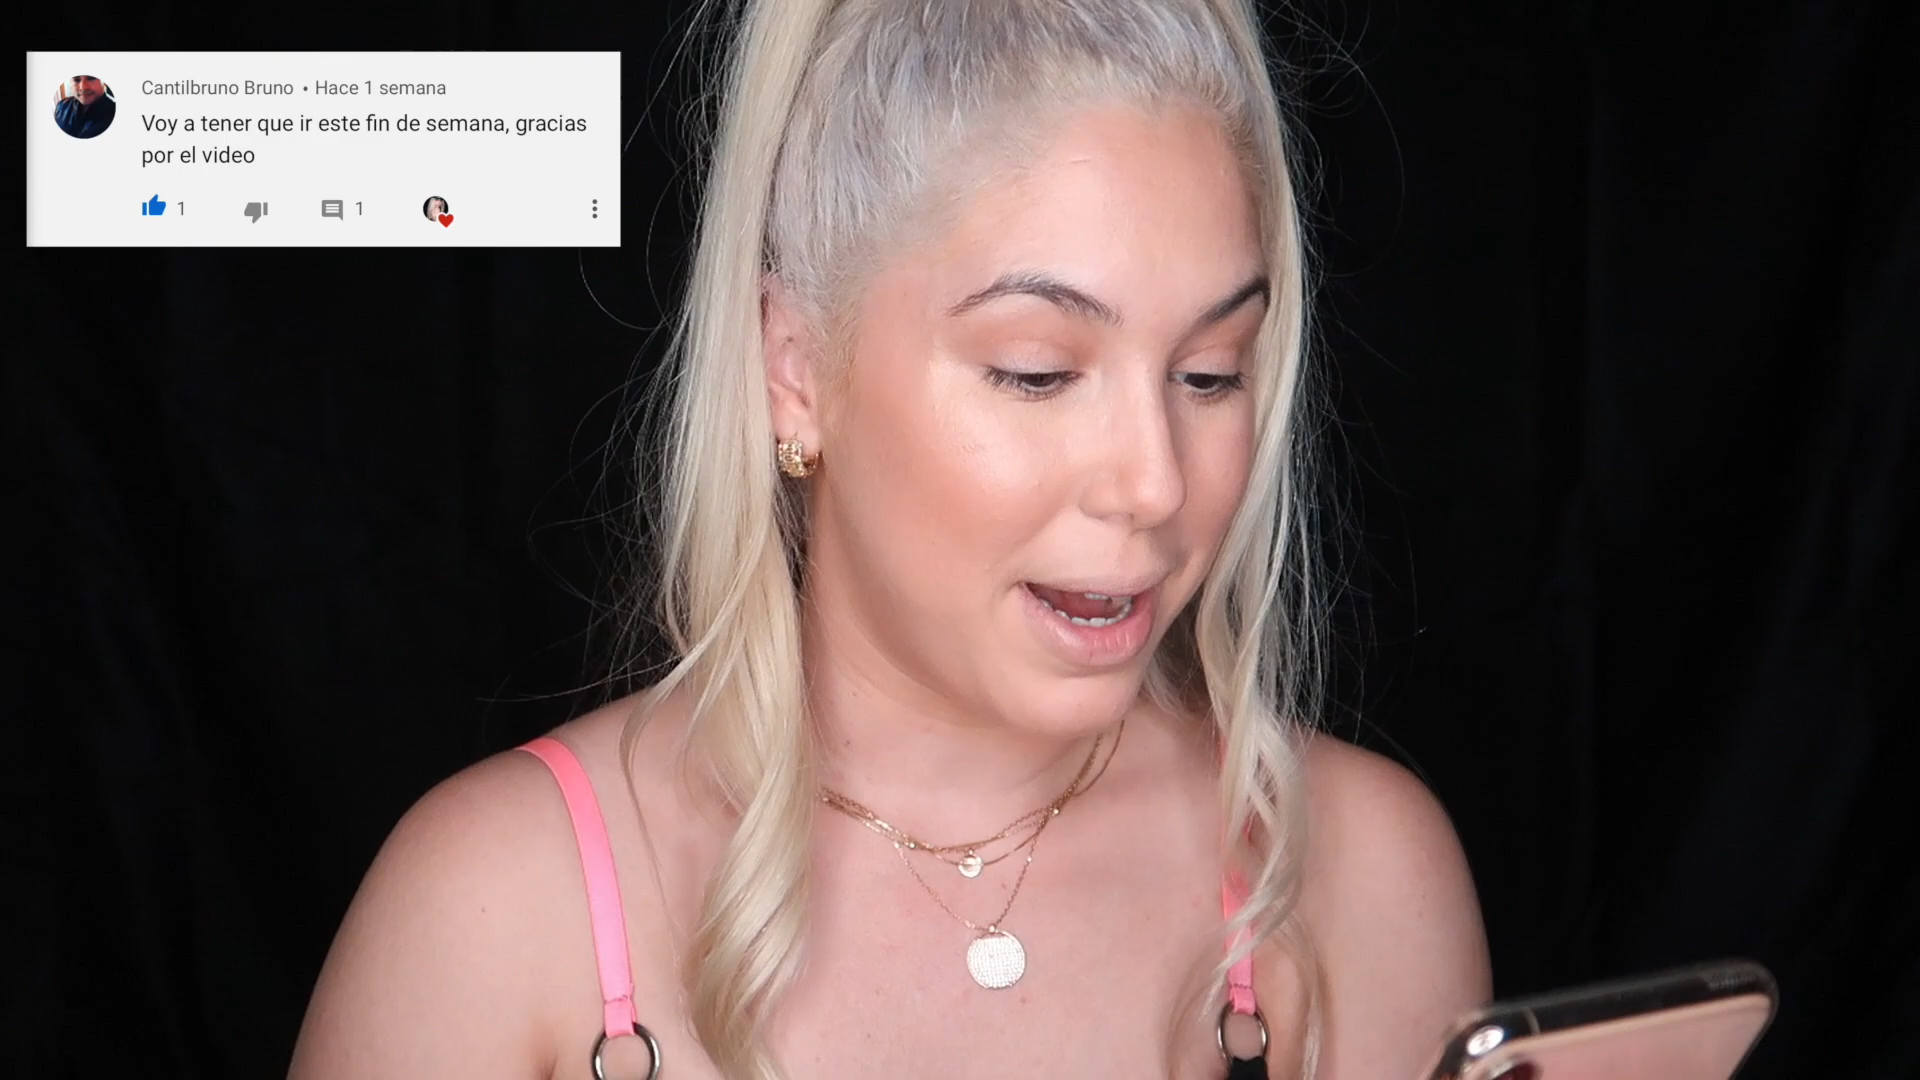 Cantilbruno Bruno • Hace 1 semana
Voy a tener que ir este fin de semana, gracias
por el video
1 1